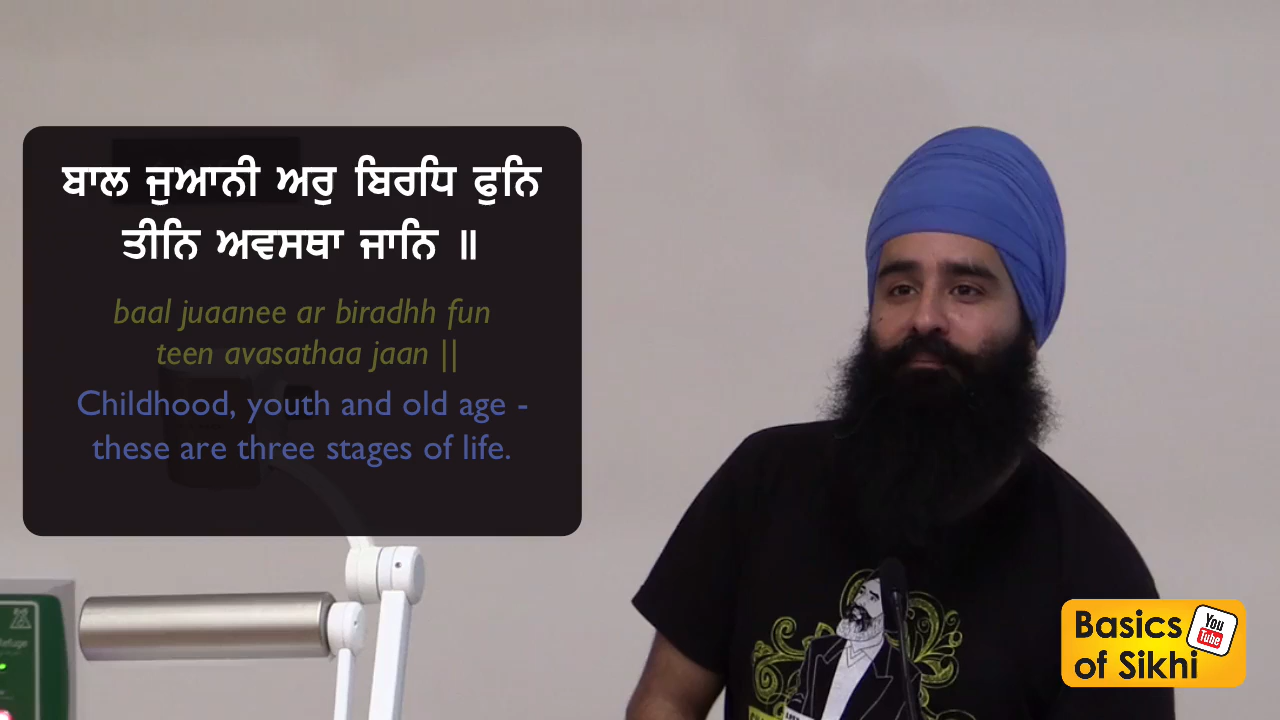 ਬਾਲ ਜੁਆਨੀ ਅਰੁ ਬਿਰਧਿ ਫੁਨਿ
ਤੀਨਿ ਅਵਸਥਾ ਜਾਨਿ ॥
baal juaanee ar biradhh fun
teen avasathaa jaan ||
Childhood, youth and old age -
these are three stages of life.
Refuge
Basics
of Sikhi
You
Tube